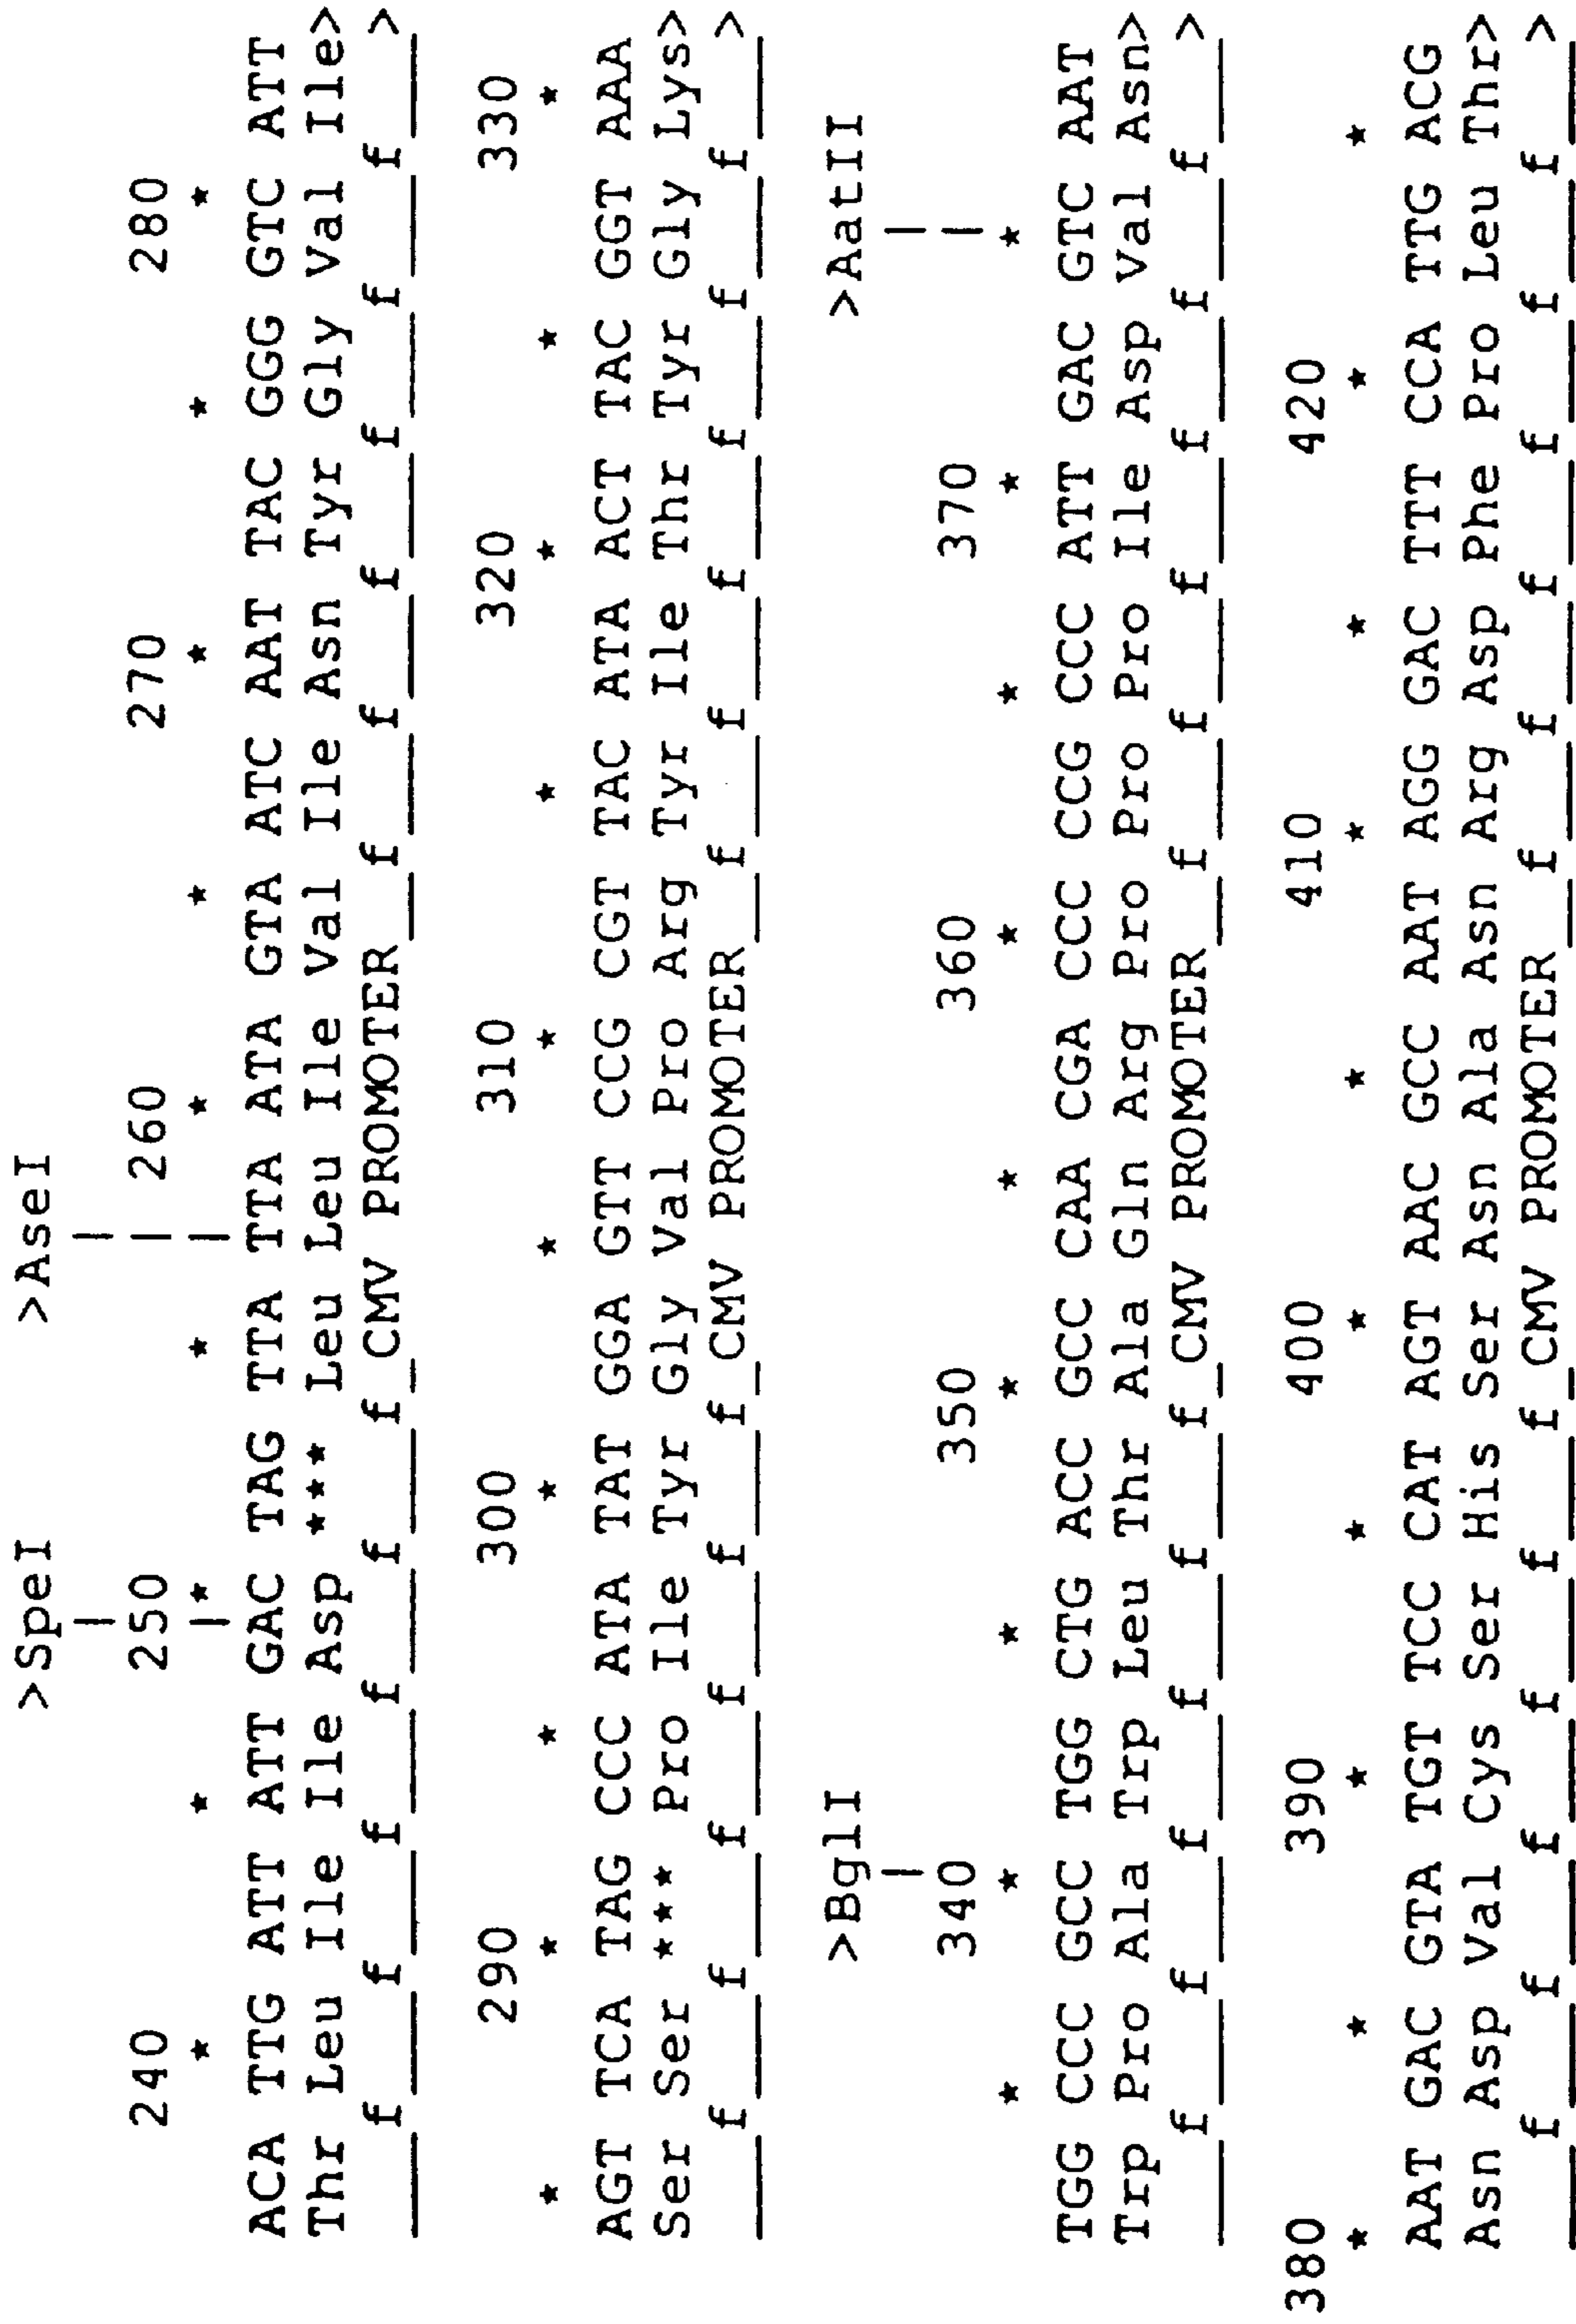 >SpeI >AseI
250 260 270 280
240
* * * * * * * * * *
ACA TTG ATT ATT GAC TAG TTA TTA ATA GTA ATC AAT TAC GGG GTC ATT
Thr Leu Ile Ile Asp *** Leu Leu Ile Val Ile Asn Tyr Gly Val Ile>
f f f f f f CMV PROMOTER f f f f f f >
290 300 310 320 330
* * * * * * * * * *
AGT TCA TAG CCC ATA TAT GGA GTT CCG CGT TAC ATA ACT TAC GGT AAA
Ser Ser *** Pro Ile Tyr Gly Val Pro Arg Tyr Ile Thr Tyr Gly Lys>
f f f f f f CMV PROMOTER f f f f f f >
>BglI >AatII
340 350 360 370
* * * * * * * * *
TGG CCC GCC TGG CTG ACC GCC CAA CGA CCC CCG CCC ATT GAC GTC AAT
Trp Pro Ala Trp Leu Thr Ala Gln Arg Pro Pro Pro Ile Asp Val Asn>
f f f f f f CMV PROMOTER f f f f f f >
380 390 400 410 420
* * * * * * * * * *
AAT GAC GTA TGT TCC CAT AGT AAC GCC AAT AGG GAC TTT CCA TTG ACG
Asn Asp Val Cys Ser His Ser Asn Ala Asn Arg Asp Phe Pro Leu Thr>
f f f f f f CMV PROMOTER f f f f f f >